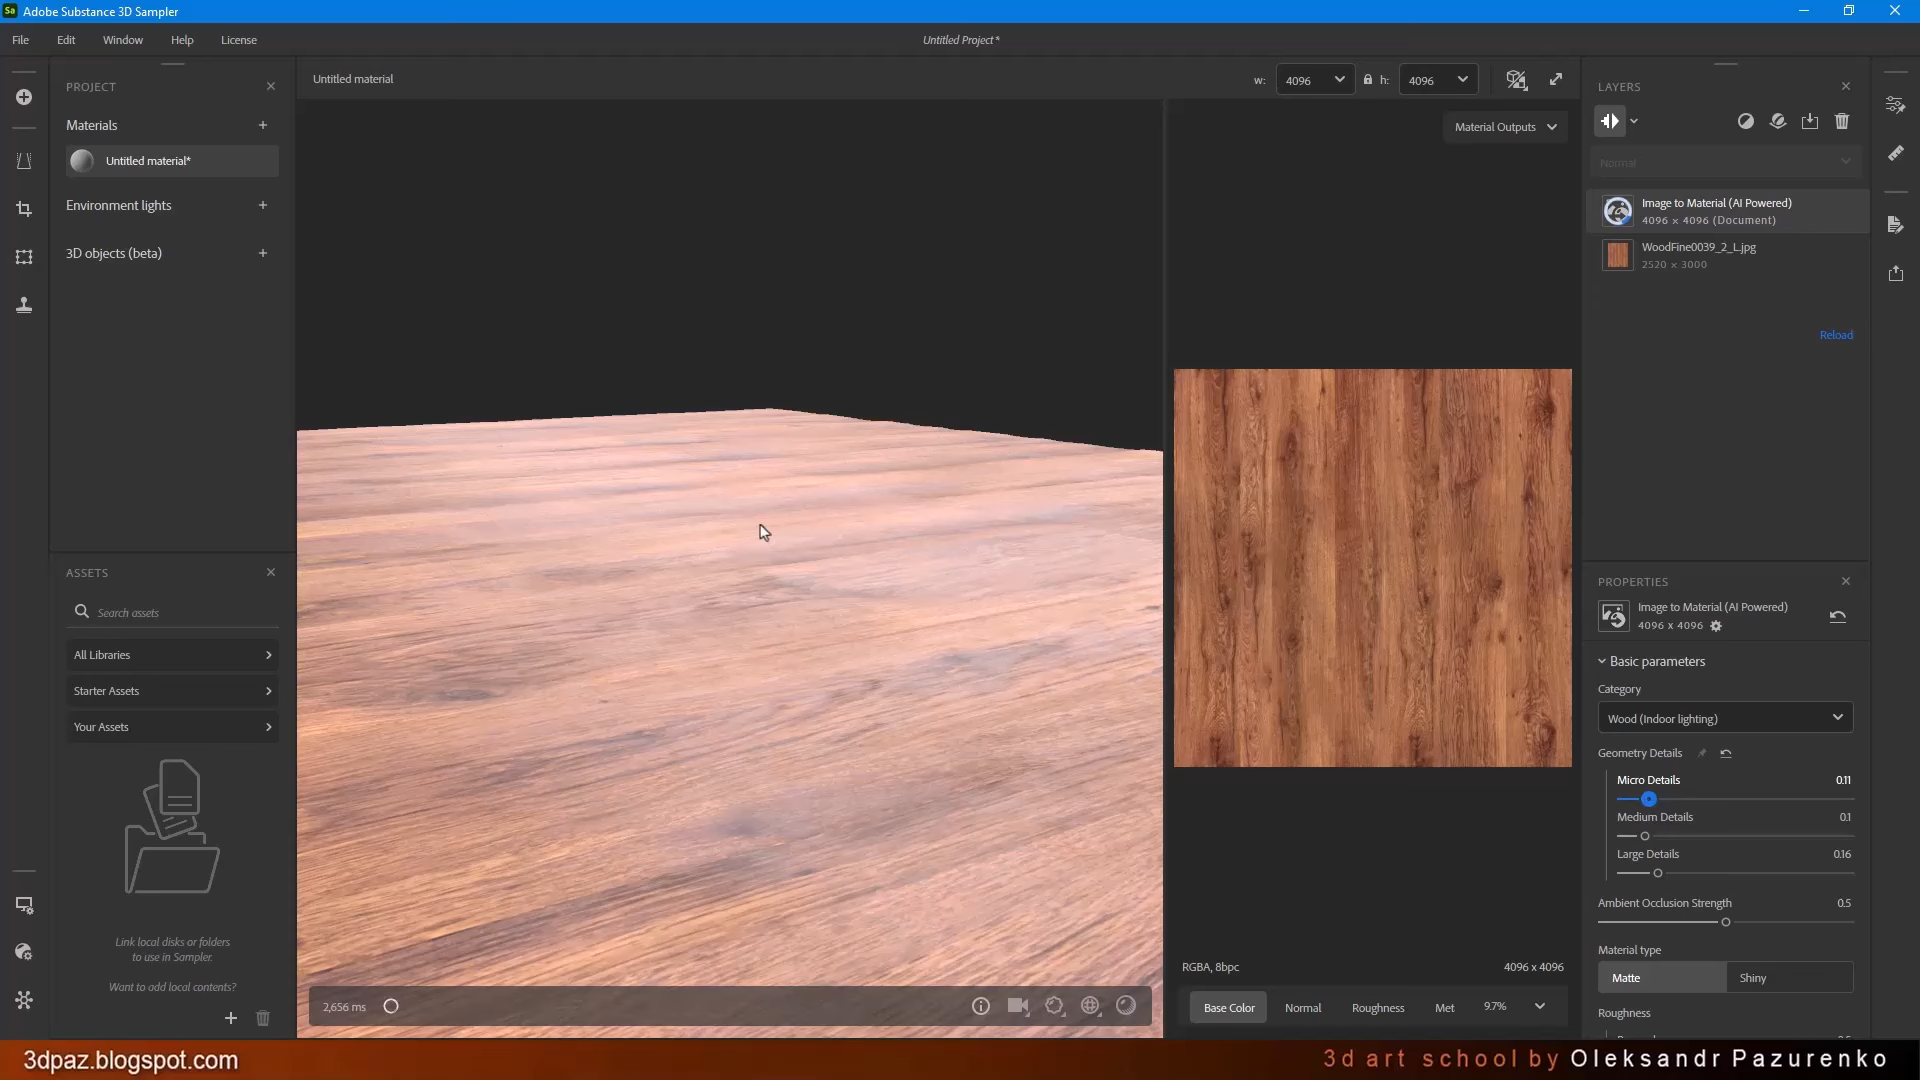 Sa Adobe Substance 3D Sampler
File Edit Window Help License
Untitled Project*
PROJECT
Materials
Untitled material*
Environment lights
3D objects (beta)
ASSETS
Search assets
All Libraries
Starter Assets
Your Assets
Link local disks or folders
to use in Sampler.
Want to add local contents?
Untitled material
w: 4096 h: 4096
Material Outputs
2,656 ms
RGBA, 8bpc 4096 x 4096
Base Color Normal Roughness Met 9.7%
LAYERS
Normal
Image to Material (AI Powered)
4096 x 4096 (Document)
WoodFine0039_2_L.jpg
2520 x 3000
Reload
PROPERTIES
Image to Material (AI Powered)
4096 x 4096
Basic parameters
Category
Wood (Indoor lighting)
Geometry Details
Micro Details 0.11
Medium Details 0.1
Large Details 0.16
Ambient Occlusion Strength 0.5
Material type
Matte Shiny
Roughness
3dpaz.blogspot.com
3d art school by Oleksandr Pazurenko